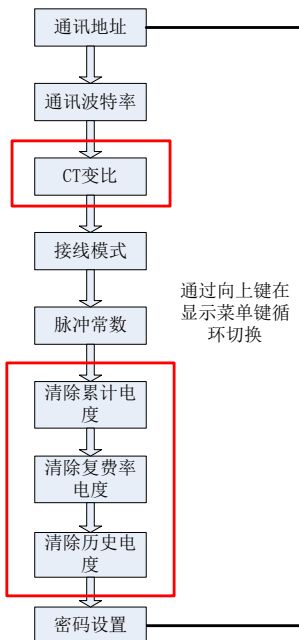 通讯地址
通讯波特率
CT变比
接线模式
通过向上键在
显示菜单键循
环切换
脉冲常数
清除累计电
度
清除复费率
电度
清除历史电
度
密码设置